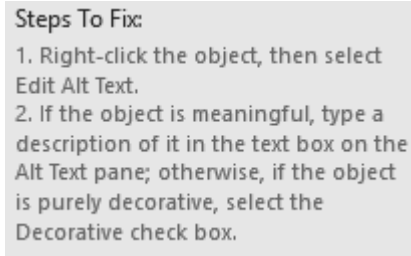 Steps To Fix:
1. Right-click the object, then select
Edit Alt Text.
2. If the object is meaningful, type a
description of it in the text box on the
Alt Text pane; otherwise, if the object
is purely decorative, select the
Decorative check box.